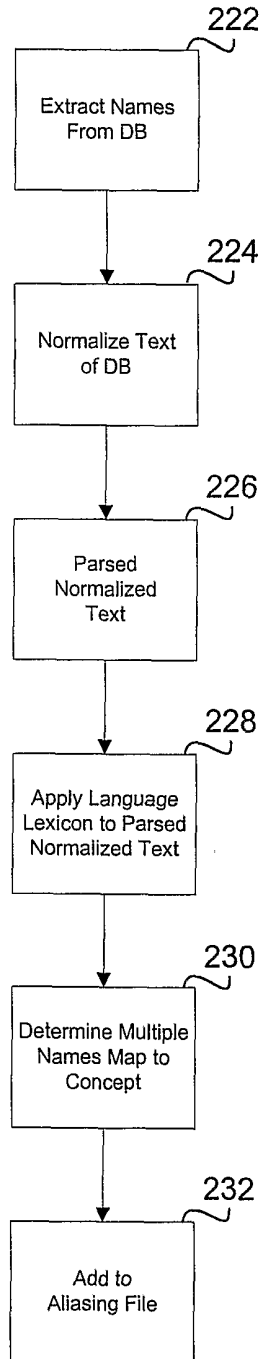 222
Extract Names
From DB
224
Normalize Text
of DB
226
Parsed
Normalized
Text
228
Apply Language
Lexicon to Parsed
Normalized Text
230
Determine Multiple
Names Map to
Concept
232
Add to
Aliasing File